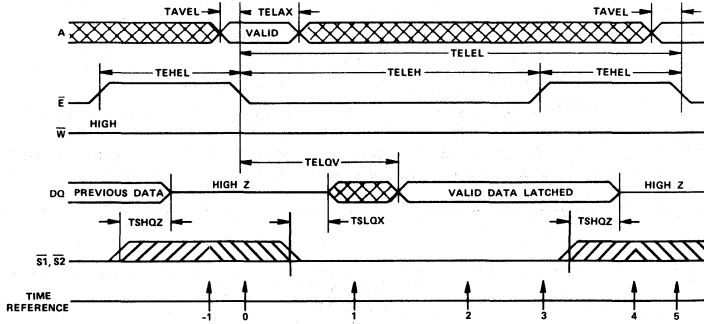 TAVEL TELAX TAVEL
A VALID
TELEL
TEHEL TELEH TEHEL
E
HIGH
W
TELQV
DQ PREVIOUS DATA HIGH Z VALID DATA LATCHED HIGH Z
TSHQZ TSLQX TSHQZ
S1, S2
TIME
REFERENCE
-1 0 1 2 3 4 5